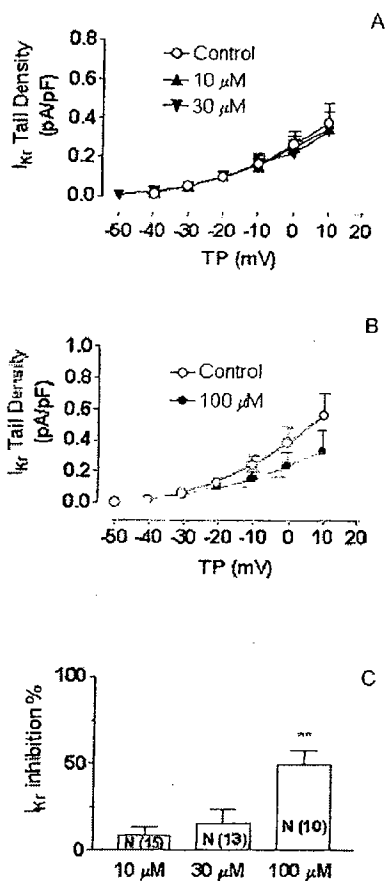 A
Control
10 μM
30 μM
IKr Tail Density
(pA/pF)
0.8
0.6
0.4
0.2
0.0
-50 -40 -30 -20 -10 0 10 20
TP (mV)
B
Control
100 μM
IKr Tail Density
(pA/pF)
1.0
0.8
0.6
0.4
0.2
0.0
-50 -40 -30 -20 -10 0 10 20
TP (mV)
C
IKr inhibition %
100
50
0
**
N (15)
N (13)
N (10)
10 μM 30 μM 100 μM